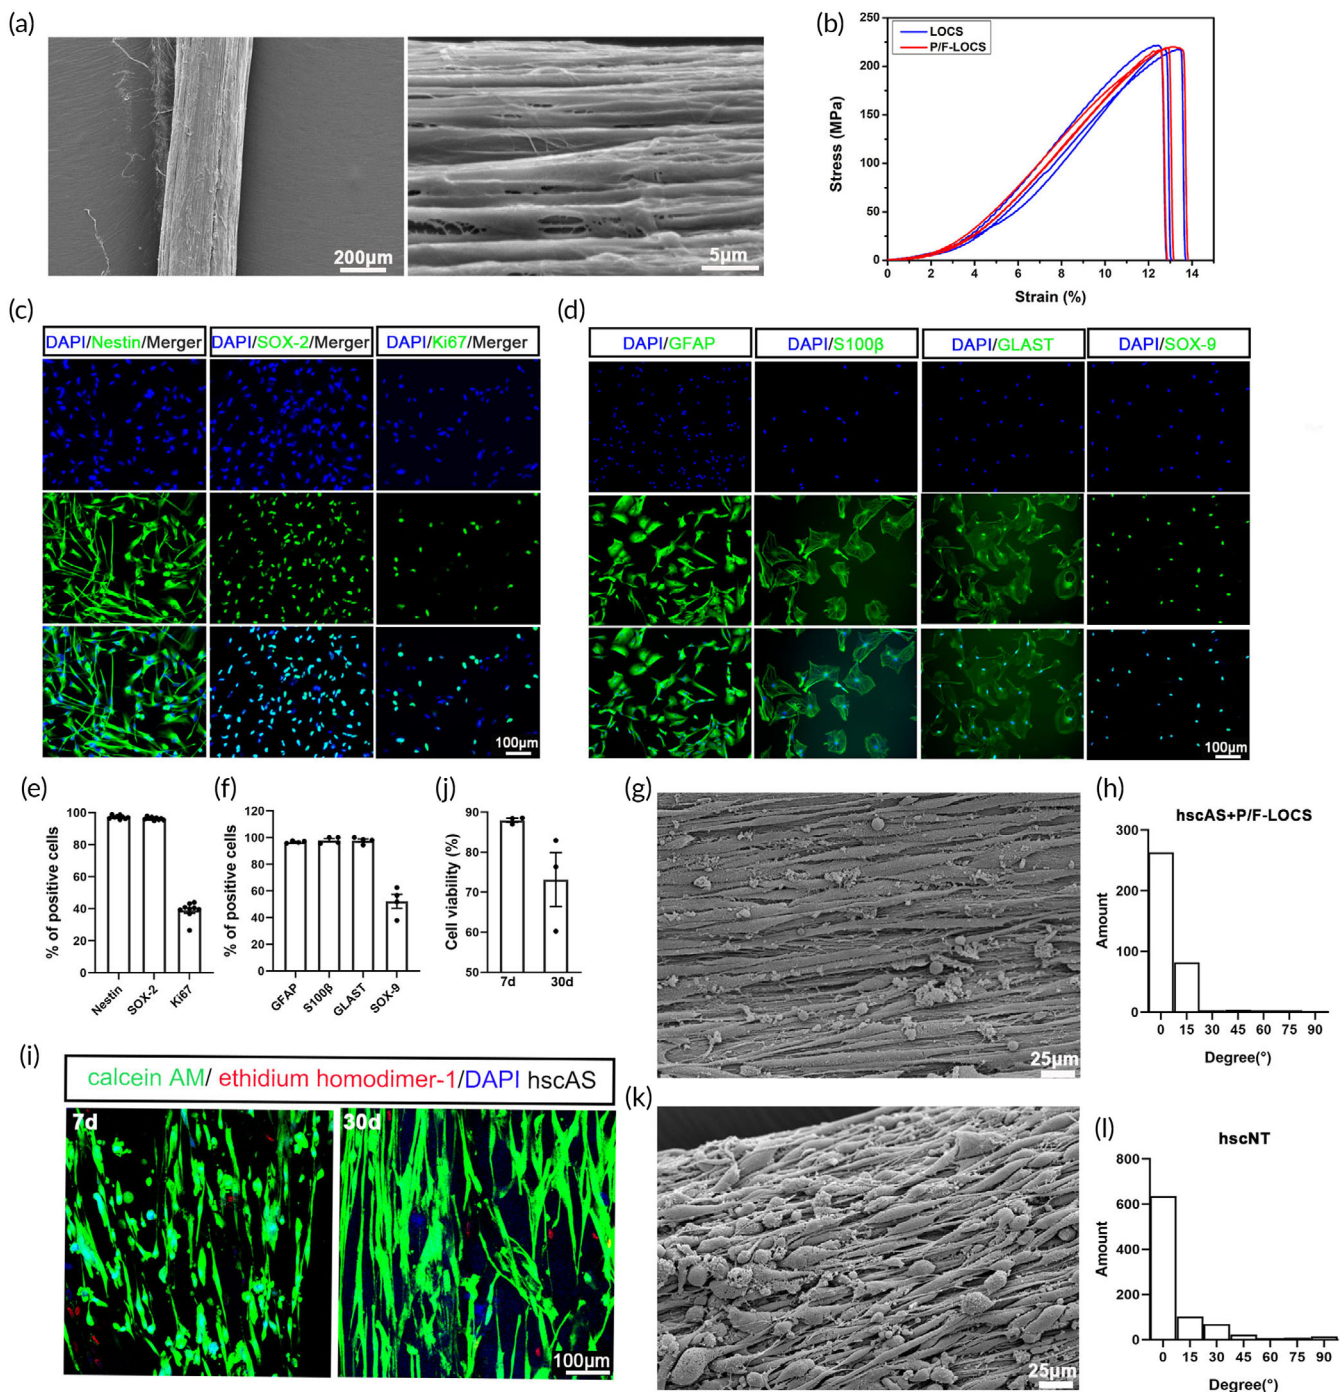 (a)
200µm
5µm
(b)
LOCS
P/F-LOCS
250
200
150
100
50
0
Stress (MPa)
0 2 4 6 8 10 12 14
Strain (%)
(c)
DAPI/Nestin/Merger
DAPI/SOX-2/Merger
DAPI/Ki67/Merger
100µm
(d)
DAPI/GFAP
DAPI/S100β
DAPI/GLAST
DAPI/SOX-9
100µm
(e)
% of positive cells
100
80
60
40
20
0
Nestin
SOX-2
Ki67
(f)
% of positive cells
120
100
80
60
40
20
0
GFAP
S100β
GLAST
SOX-9
(j)
Cell viability (%)
90
80
70
60
50
7d 30d
(g)
25µm
(h)
hscAS+P/F-LOCS
Amount
300
200
100
0
0 15 30 45 60 75 90
Degree(°)
(i)
calcein AM/ ethidium homodimer-1/DAPI hscAS
7d
30d
100µm
(k)
25µm
(l)
hscNT
Amount
800
600
400
200
0
0 15 30 45 60 75 90
Degree(°)